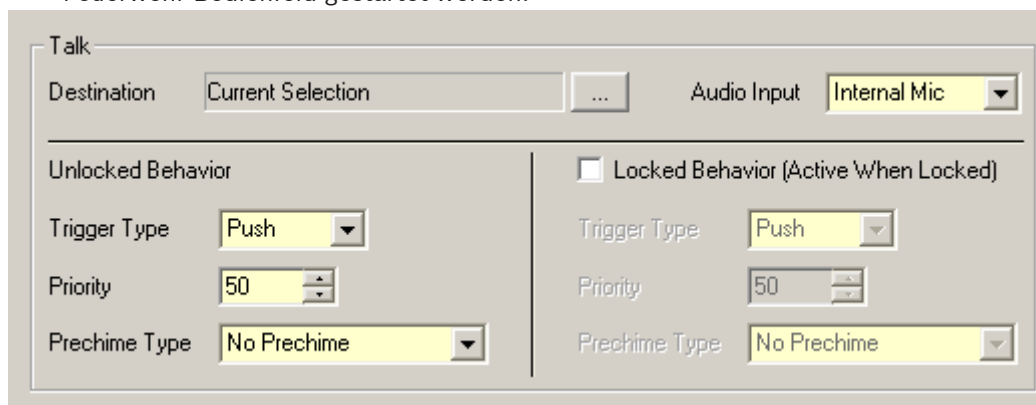 Talk
Destination Current Selection ... Audio Input Internal Mic
Unlocked Behavior
Locked Behavior (Active When Locked)
Trigger Type Push
Trigger Type Push
Priority 50
Priority 50
Prechime Type No Prechime
Prechime Type No Prechime